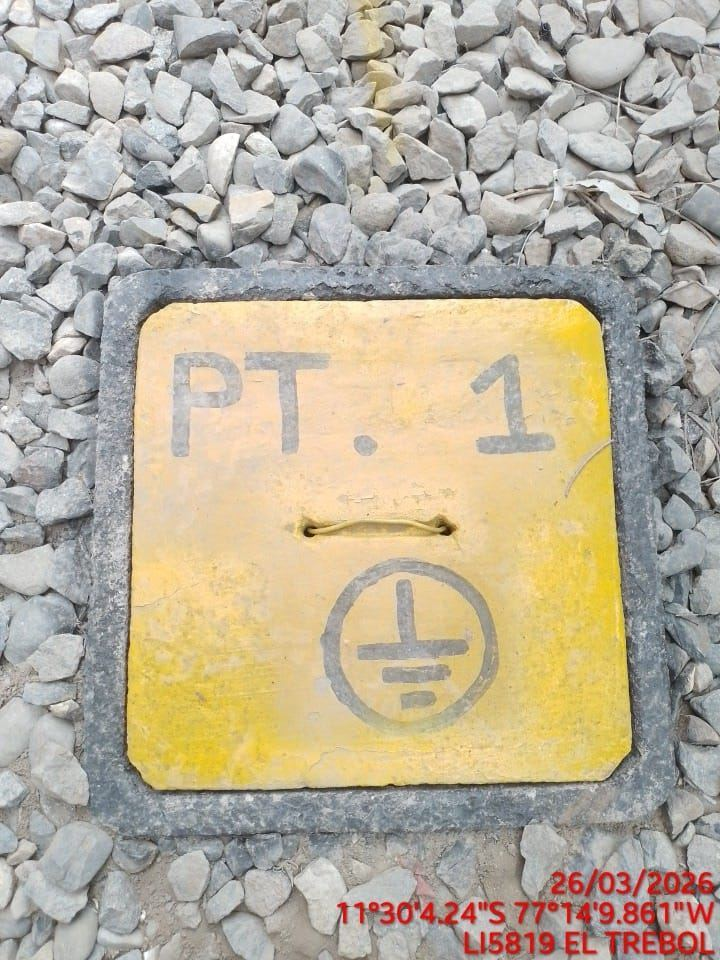 PT. 1
26/03/2026
11°30'4.24"S 77°14'9.861"W
LI5819 EL TREBOL